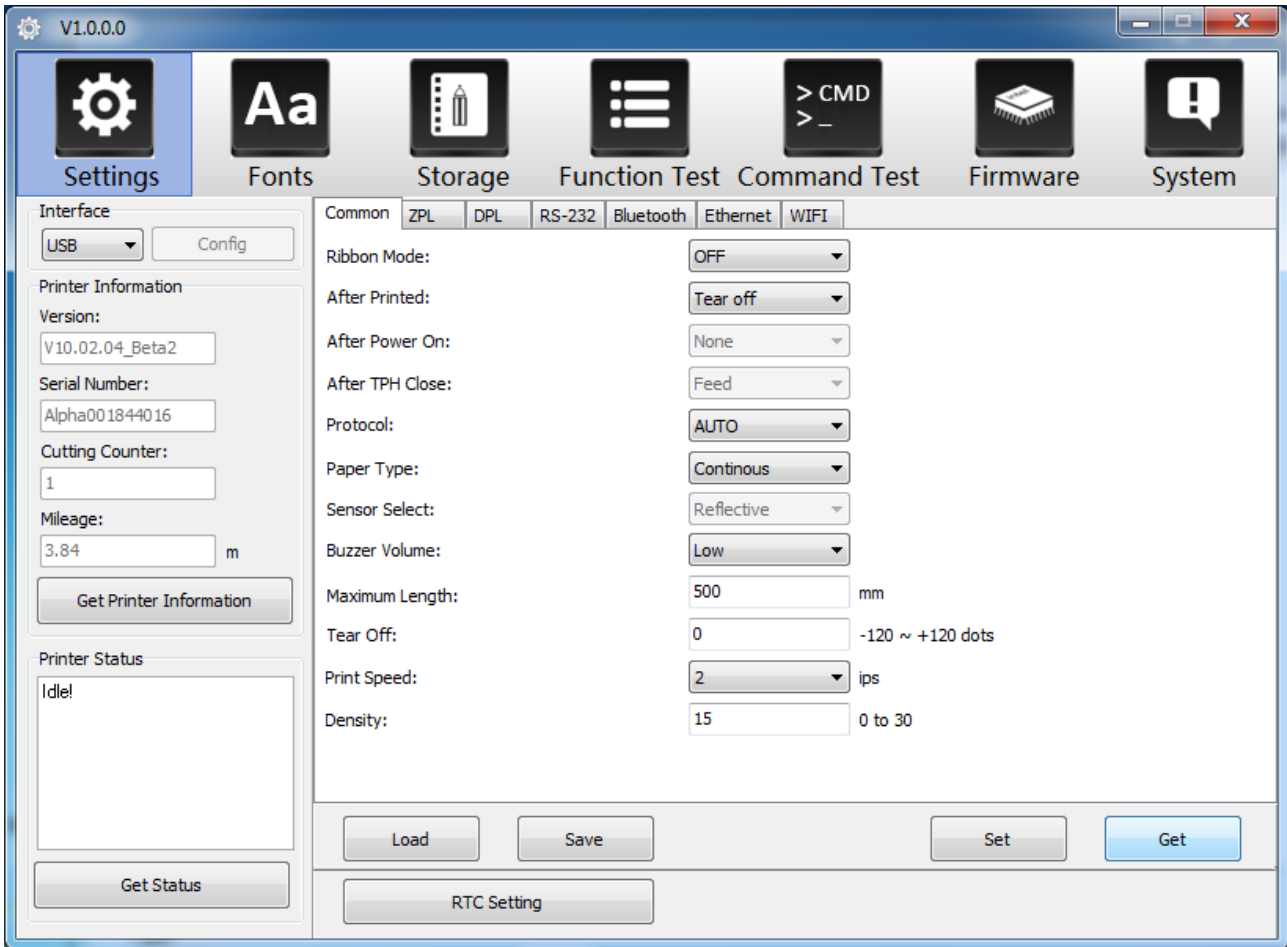 V1.0.0.0
Aa
> CMD
> _
Settings
Fonts
Storage
Function Test
Command Test
Firmware
System
Interface
USB
Config
Printer Information
Version:
V10.02.04_Beta2
Serial Number:
Alpha001844016
Cutting Counter:
1
Mileage:
3.84 m
Get Printer Information
Printer Status
Idle!
Get Status
Common ZPL DPL RS-232 Bluetooth Ethernet WIFI
Ribbon Mode: OFF
After Printed: Tear off
After Power On: None
After TPH Close: Feed
Protocol: AUTO
Paper Type: Continous
Sensor Select: Reflective
Buzzer Volume: Low
Maximum Length: 500 mm
Tear Off: 0 -120 ~ +120 dots
Print Speed: 2 ips
Density: 15 0 to 30
Load Save Set Get
RTC Setting